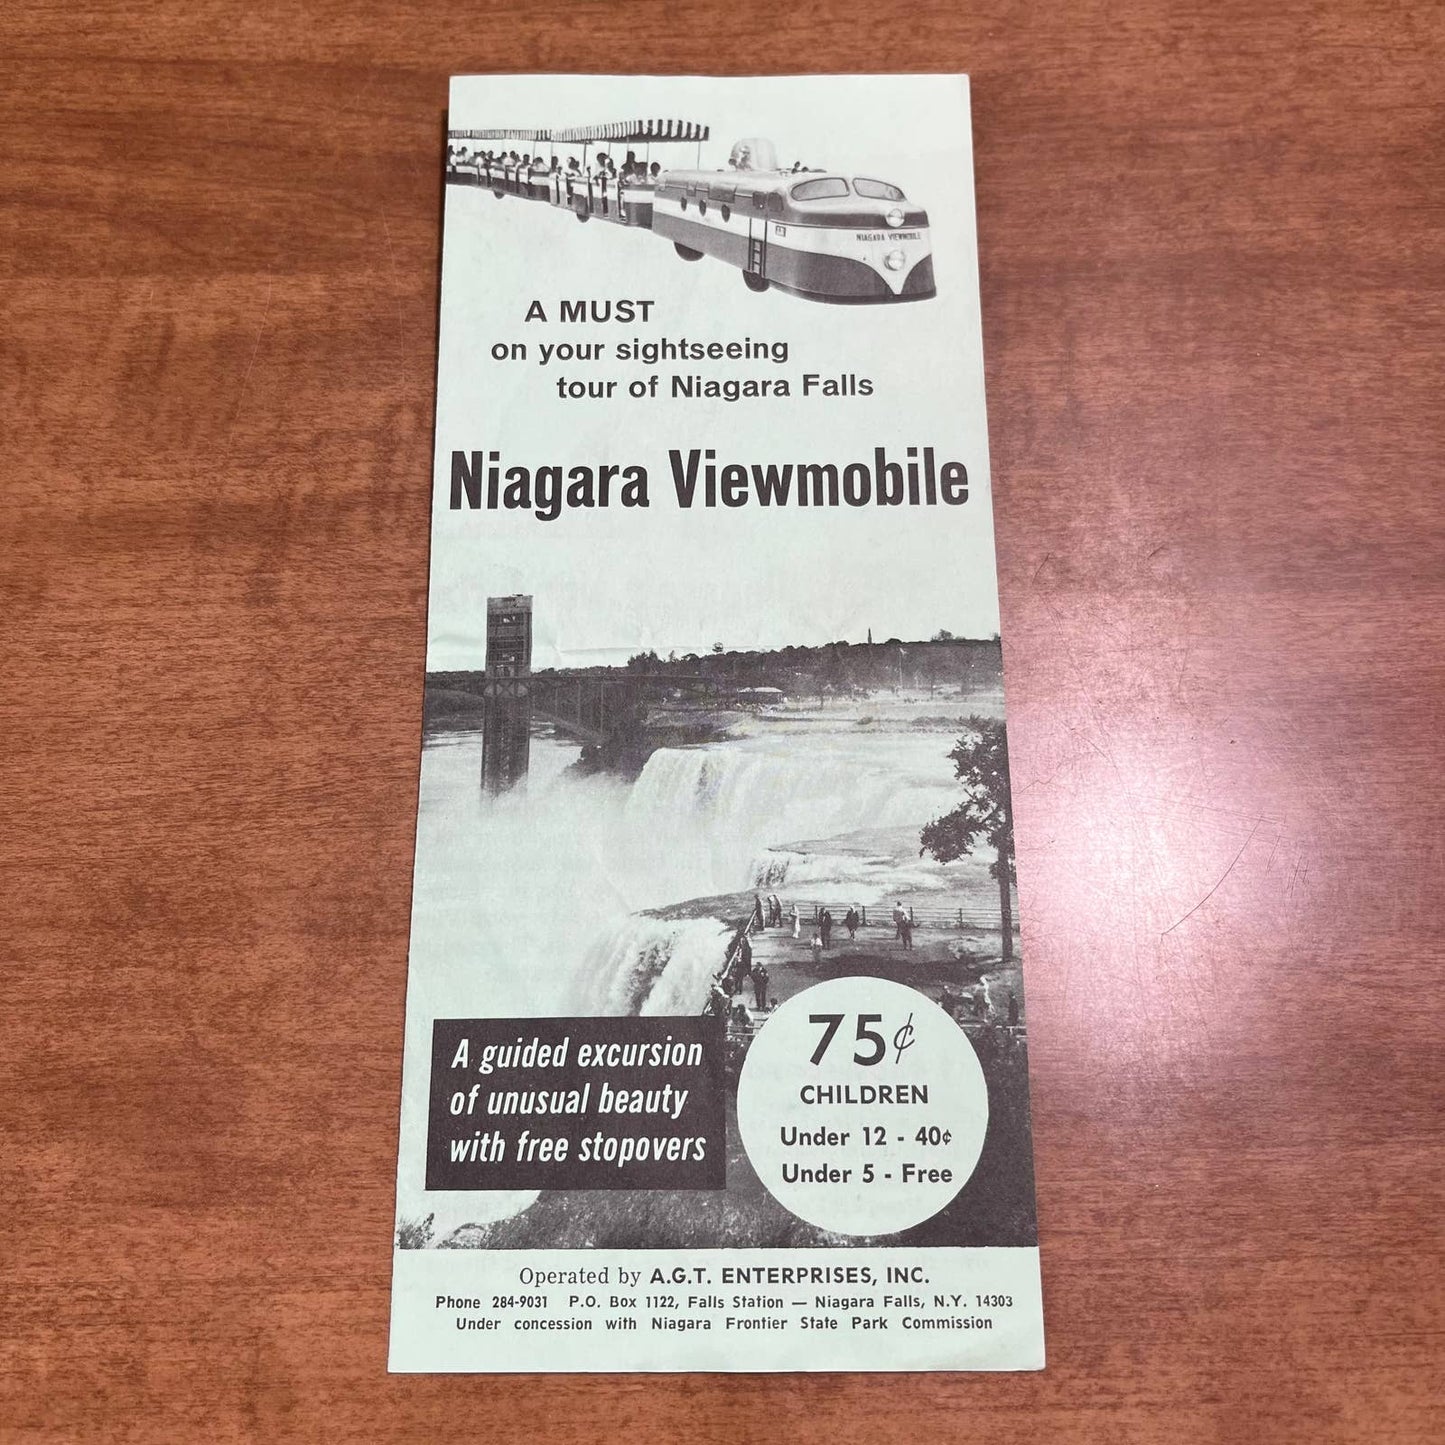 NIAGARA VIEWMOBILE
A MUST
on your sightseeing
tour of Niagara Falls
Niagara Viewmobile
A guided excursion
of unusual beauty
with free stopovers
75¢
CHILDREN
Under 12 - 40¢
Under 5 - Free
Operated by A.G.T. ENTERPRISES, INC.
Phone 284-9031 P.O. Box 1122, Falls Station — Niagara Falls, N.Y. 14303
Under concession with Niagara Frontier State Park Commission